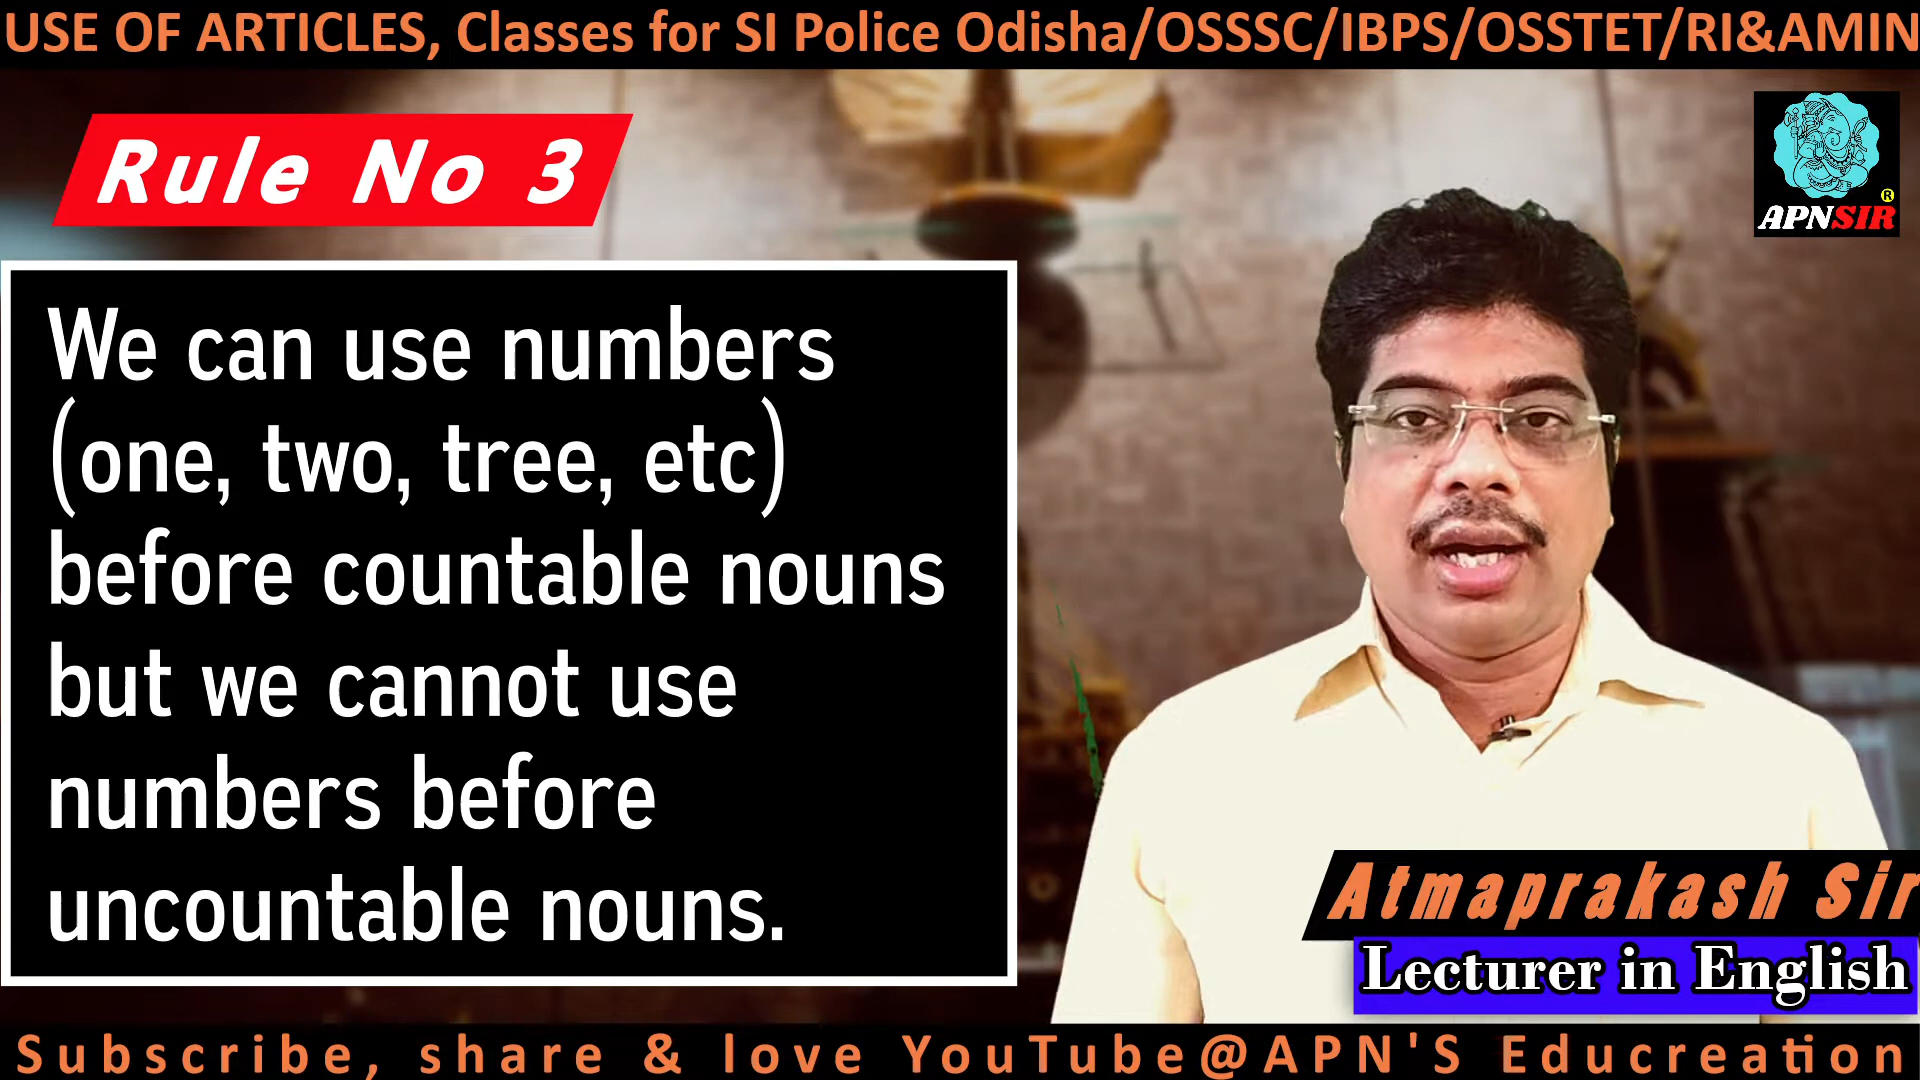 USE OF ARTICLES, Classes for SI Police Odisha/OSSSC/IBPS/OSSTET/RI&AMIN
Rule No 3
APNSIR
®
We can use numbers
(one, two, tree, etc)
before countable nouns
but we cannot use
numbers before
uncountable nouns.
Atmaprakash Sir
Lecturer in English
Subscribe, share & love YouTube@APN'S Educreation